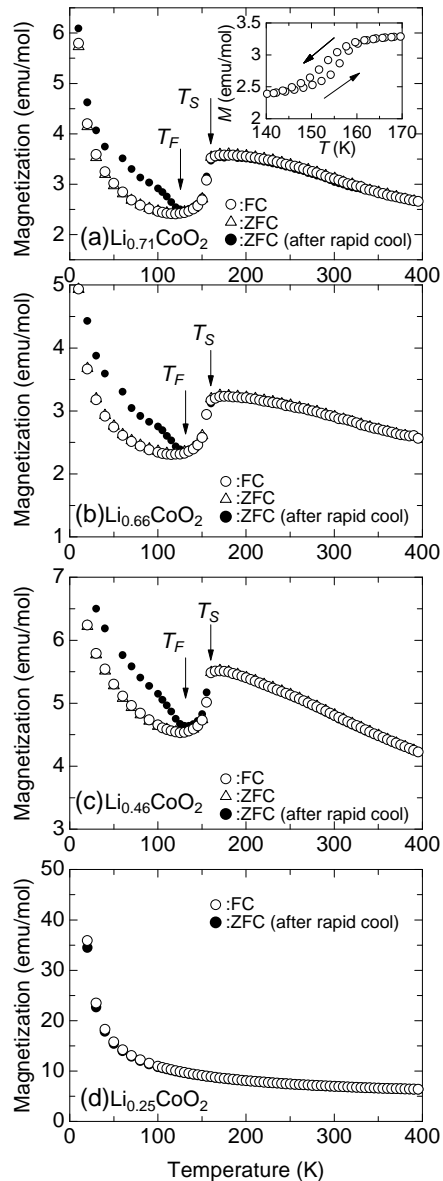 Magnetization (emu/mol)
6
5
4
3
2
T_F
T_S
M (emu/mol)
3.5
3.0
2.5
2.0
140 150 160 170
T (K)
○:FC
△:ZFC
●:ZFC (after rapid cool)
(a)Li0.71CoO2
0 100 200 300 400
Magnetization (emu/mol)
5
4
3
2
1
T_F
T_S
○:FC
△:ZFC
●:ZFC (after rapid cool)
(b)Li0.66CoO2
0 100 200 300 400
Magnetization (emu/mol)
7
6
5
4
3
T_F
T_S
○:FC
△:ZFC
●:ZFC (after rapid cool)
(c)Li0.46CoO2
0 100 200 300 400
Magnetization (emu/mol)
50
40
30
20
10
0
○:FC
●:ZFC (after rapid cool)
(d)Li0.25CoO2
0 100 200 300 400
Temperature (K)